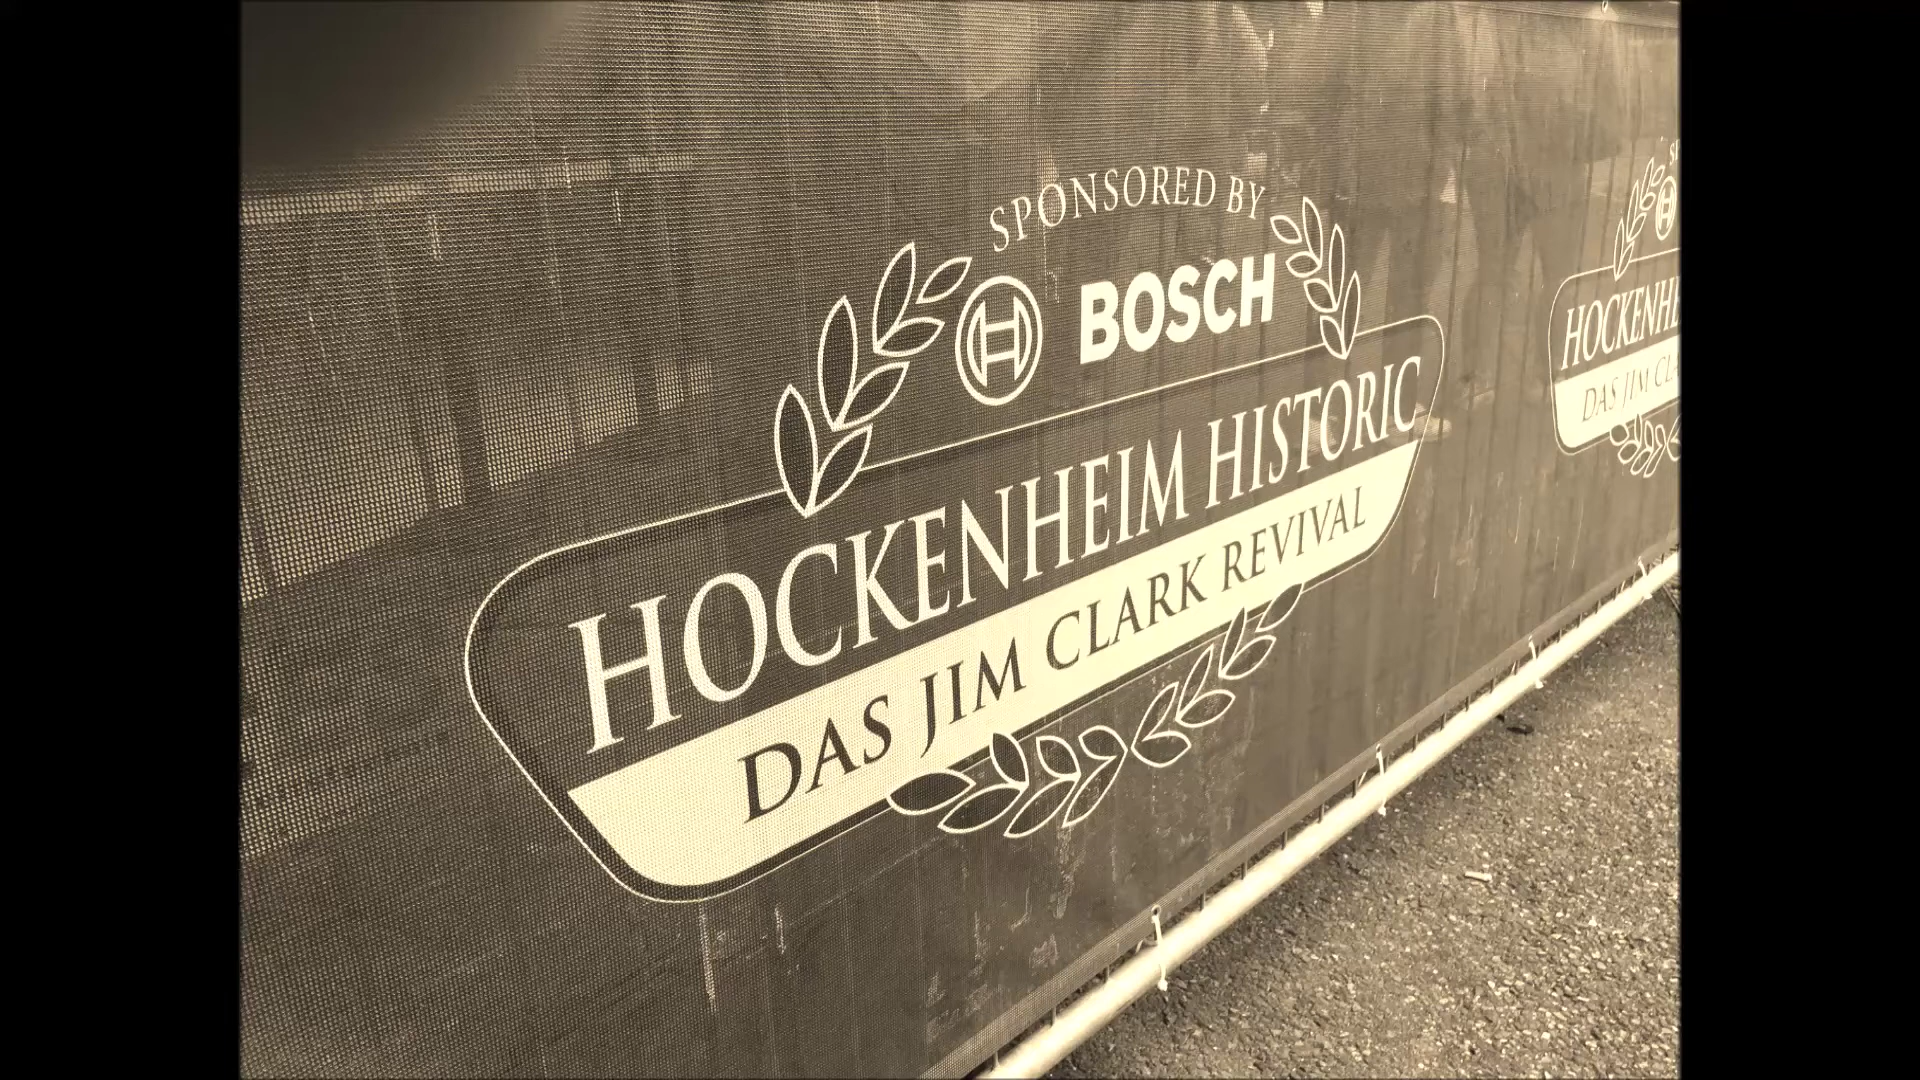 SPONSORED BY
BOSCH
HOCKENHEIM HISTORIC
DAS JIM CLARK REVIVAL